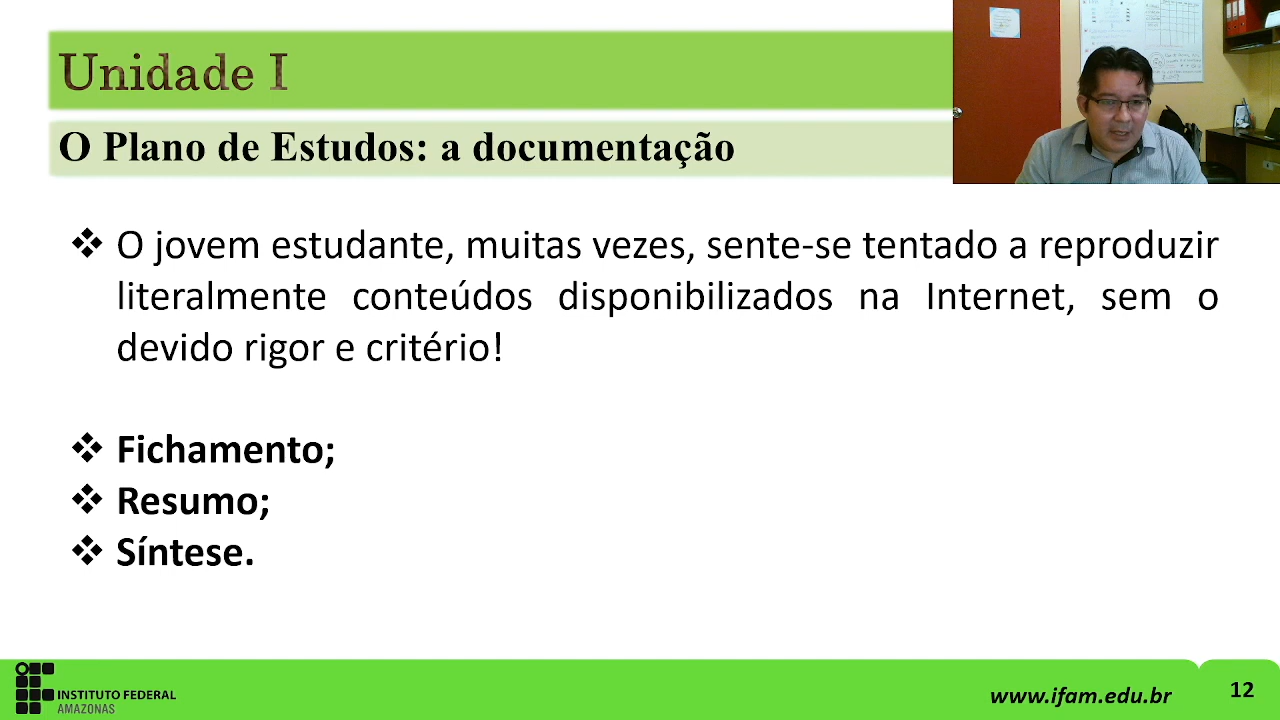 Unidade I
O Plano de Estudos: a documentação
❖ O jovem estudante, muitas vezes, sente-se tentado a reproduzir
literalmente conteúdos disponibilizados na Internet, sem o
devido rigor e critério!
❖ Fichamento;
❖ Resumo;
❖ Síntese.
INSTITUTO FEDERAL
AMAZONAS
www.ifam.edu.br
12